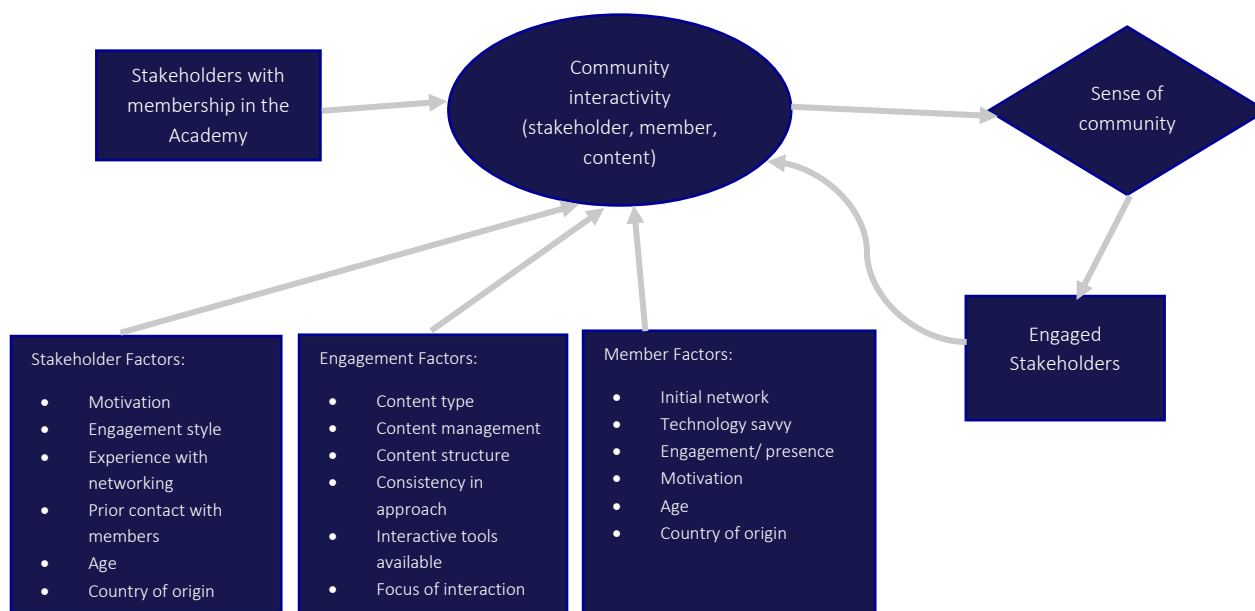 Stakeholders with
membership in the
Academy
Community
interactivity
(stakeholder, member,
content)
Sense of
community
Engaged
Stakeholders
Stakeholder Factors:
• Motivation
• Engagement style
• Experience with
networking
• Prior contact with
members
• Age
• Country of origin
Engagement Factors:
• Content type
• Content management
• Content structure
• Consistency in
approach
• Interactive tools
available
• Focus of interaction
Member Factors:
• Initial network
• Technology savvy
• Engagement/ presence
• Motivation
• Age
• Country of origin